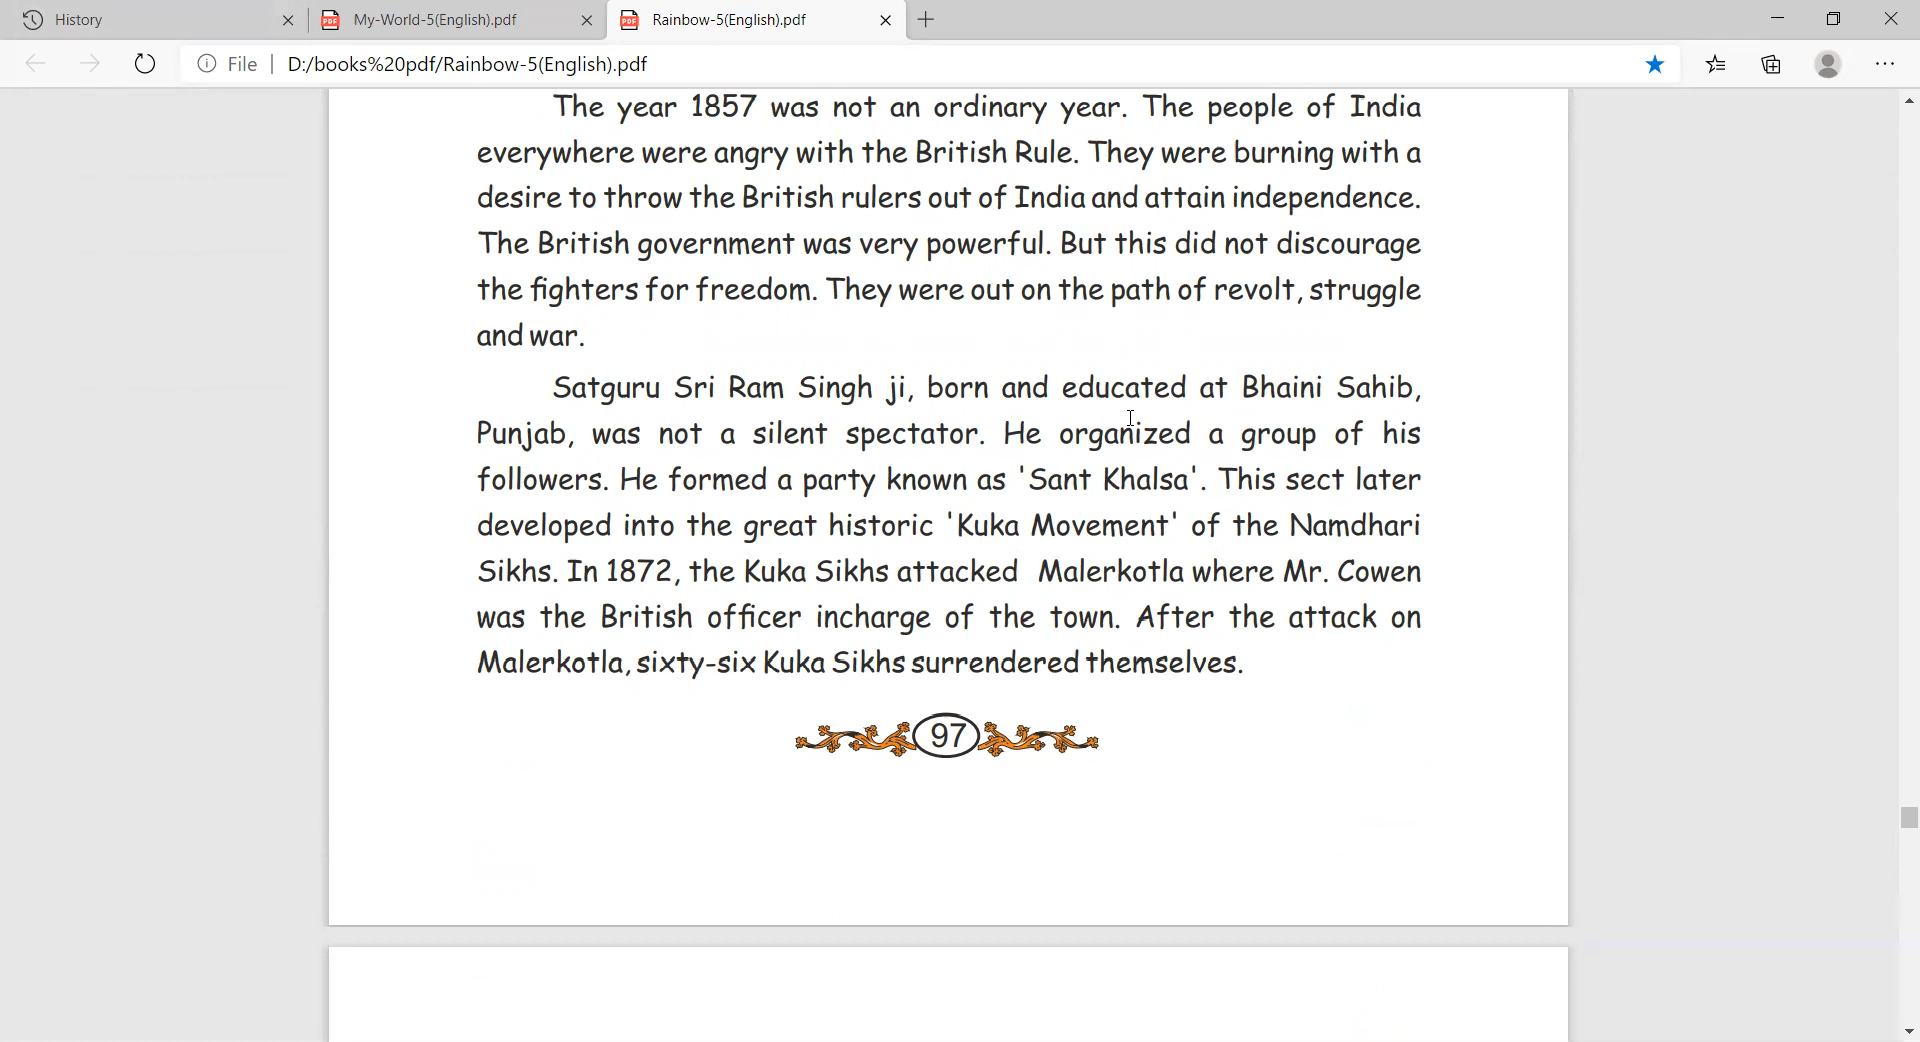 History
My-World-5(English).pdf
Rainbow-5(English).pdf
File
D:/books%20pdf/Rainbow-5(English).pdf
The year 1857 was not an ordinary year. The people of India
everywhere were angry with the British Rule. They were burning with a
desire to throw the British rulers out of India and attain independence.
The British government was very powerful. But this did not discourage
the fighters for freedom. They were out on the path of revolt, struggle
and war.
Satguru Sri Ram Singh ji, born and educated at Bhaini Sahib,
Punjab, was not a silent spectator. He organized a group of his
followers. He formed a party known as 'Sant Khalsa'. This sect later
developed into the great historic 'Kuka Movement' of the Namdhari
Sikhs. In 1872, the Kuka Sikhs attacked Malerkotla where Mr. Cowen
was the British officer incharge of the town. After the attack on
Malerkotla, sixty-six Kuka Sikhs surrendered themselves.
97